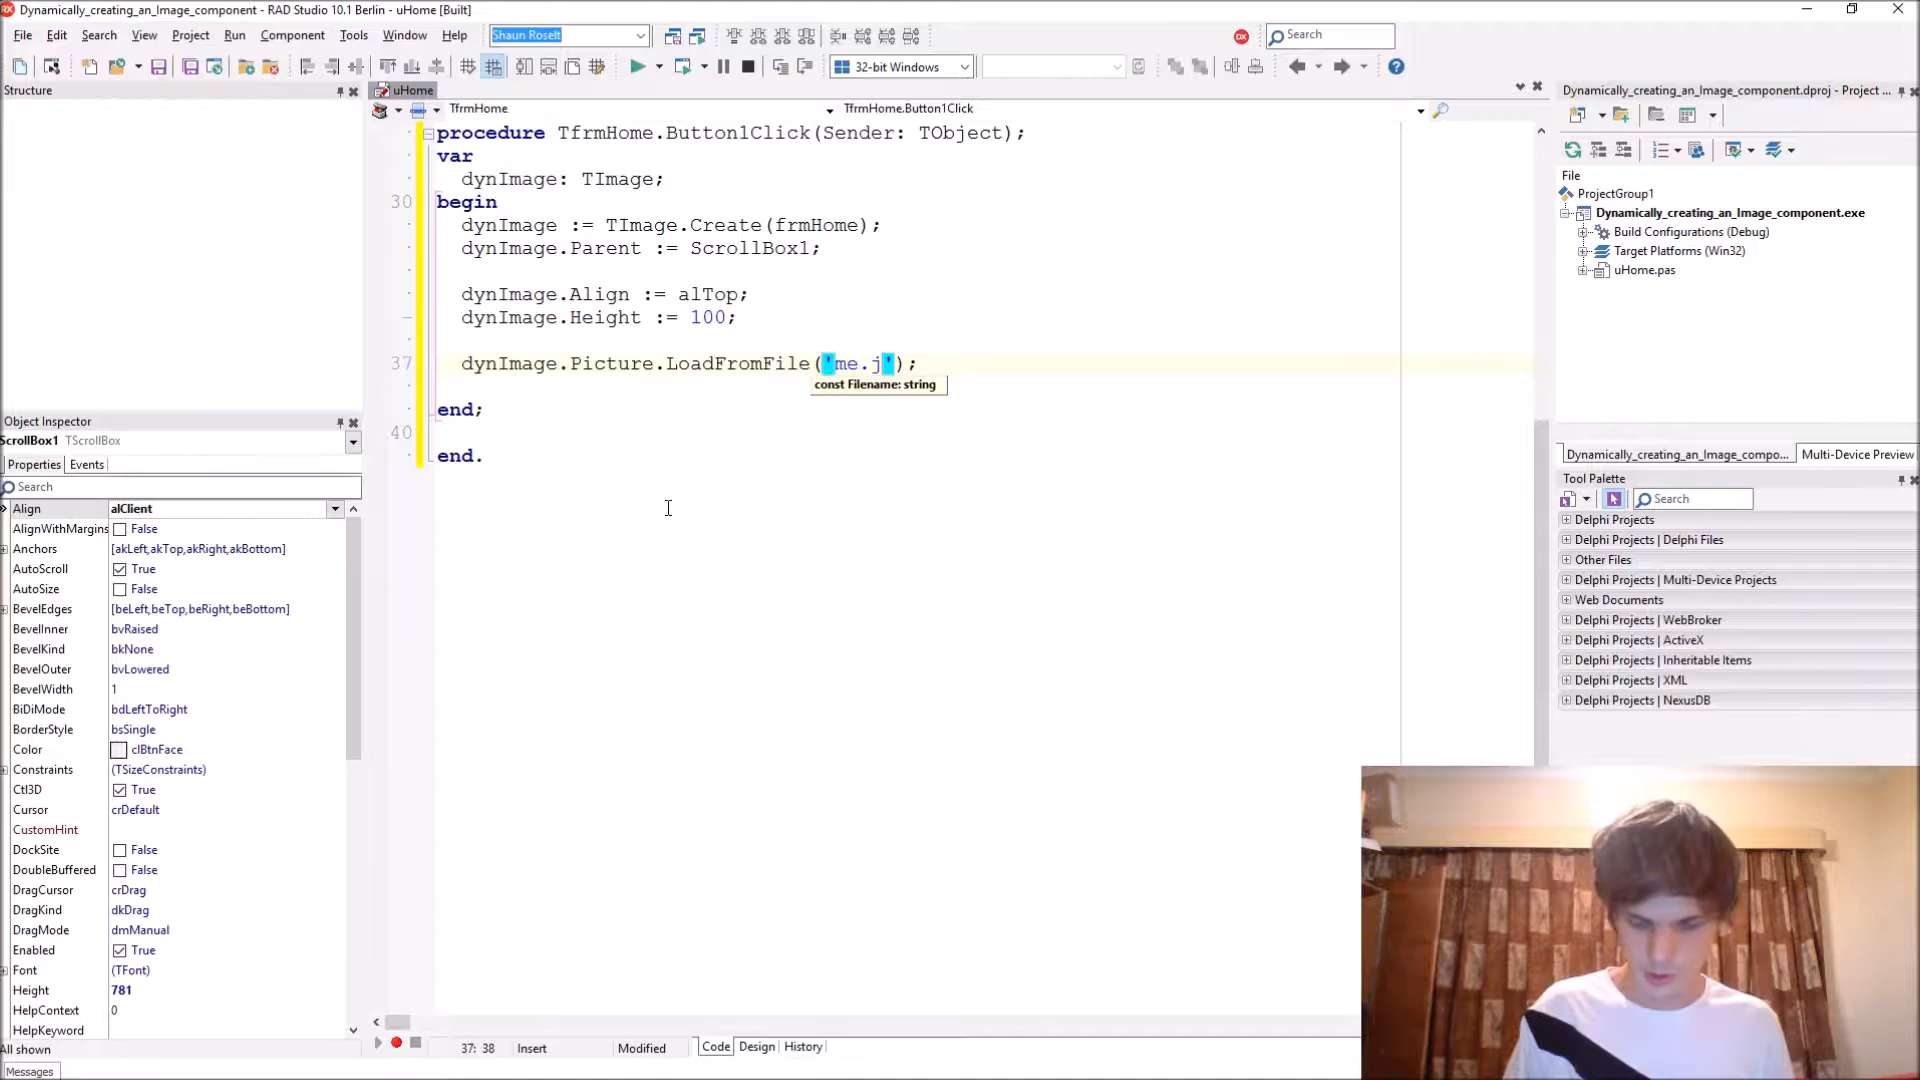 Dynamically_creating_an_Image_component - RAD Studio 10.1 Berlin - uHome [Built]
File Edit Search View Project Run Component Tools Window Help
Shaun Roselt
Search
32-bit Windows
Structure
uHome
TfrmHome
TfrmHome.Button1Click
procedure TfrmHome.Button1Click(Sender: TObject);
var
dynImage: TImage;
30 begin
dynImage := TImage.Create(frmHome);
dynImage.Parent := ScrollBox1;
dynImage.Align := alTop;
dynImage.Height := 100;
37 dynImage.Picture.LoadFromFile('me.j');
const Filename: string
end;
40
end.
Object Inspector
ScrollBox1 TScrollBox
Properties Events
Search
Align alClient
AlignWithMargins False
Anchors [akLeft,akTop,akRight,akBottom]
AutoScroll True
AutoSize False
BevelEdges [beLeft,beTop,beRight,beBottom]
BevelInner bvRaised
BevelKind bkNone
BevelOuter bvLowered
BevelWidth 1
BiDiMode bdLeftToRight
BorderStyle bsSingle
Color clBtnFace
Constraints (TSizeConstraints)
Ctl3D True
Cursor crDefault
CustomHint
DockSite False
DoubleBuffered False
DragCursor crDrag
DragKind dkDrag
DragMode dmManual
Enabled True
Font (TFont)
Height 781
HelpContext 0
HelpKeyword
All shown
Messages
37: 38 Insert Modified Code Design History
Dynamically_creating_an_Image_component.dproj - Project ...
File
ProjectGroup1
Dynamically_creating_an_Image_component.exe
Build Configurations (Debug)
Target Platforms (Win32)
uHome.pas
Dynamically_creating_an_Image_compo... Multi-Device Preview
Tool Palette
Search
Delphi Projects
Delphi Projects | Delphi Files
Other Files
Delphi Projects | Multi-Device Projects
Web Documents
Delphi Projects | WebBroker
Delphi Projects | ActiveX
Delphi Projects | Inheritable Items
Delphi Projects | XML
Delphi Projects | NexusDB